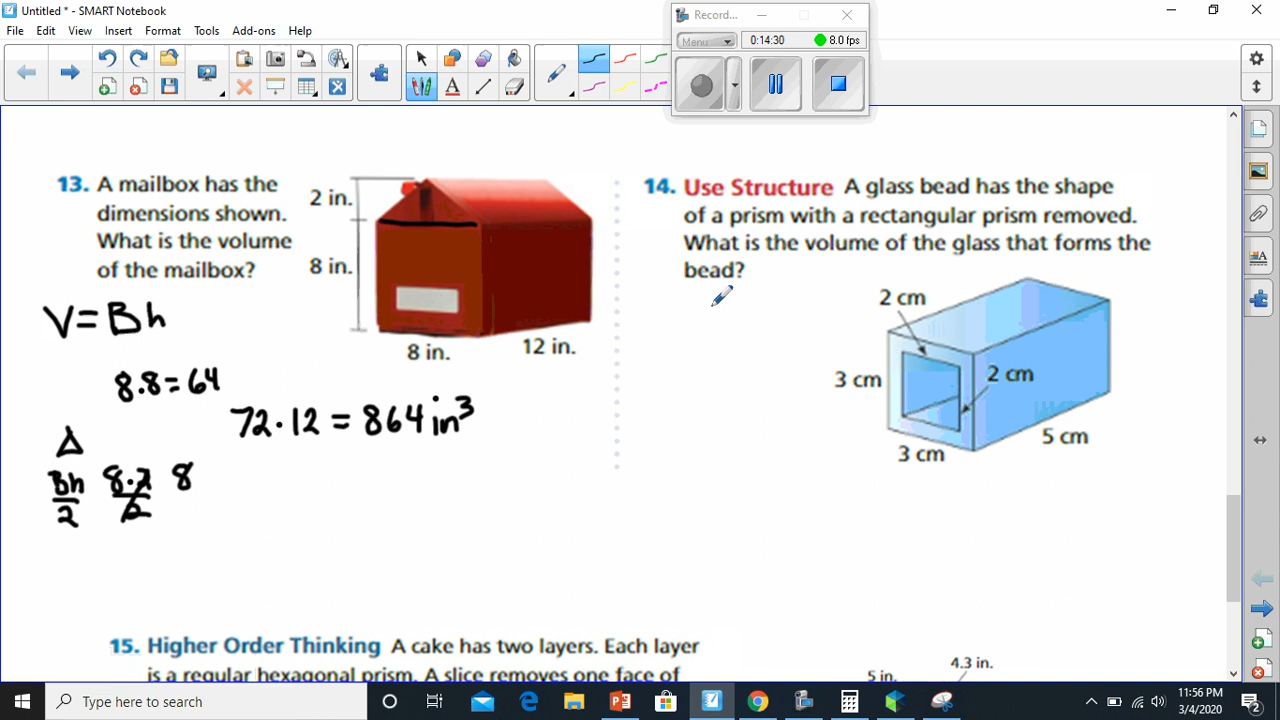 Untitled * - SMART Notebook
File Edit View Insert Format Tools Add-ons Help
Record...
Menu 0:14:30 8.0 fps
13. A mailbox has the
dimensions shown.
What is the volume
of the mailbox?
2 in.
8 in.
8 in.
12 in.
V = Bh
8.8=64
72.12 = 864 in³
Δ
Bh 8.2 8
2 2
14. Use Structure A glass bead has the shape
of a prism with a rectangular prism removed.
What is the volume of the glass that forms the
bead?
2 cm
3 cm
2 cm
3 cm
5 cm
15. Higher Order Thinking A cake has two layers. Each layer
is a regular hexagonal prism. A slice removes one face of
4.3 in.
5 in.
Type here to search
11:56 PM
3/4/2020
2